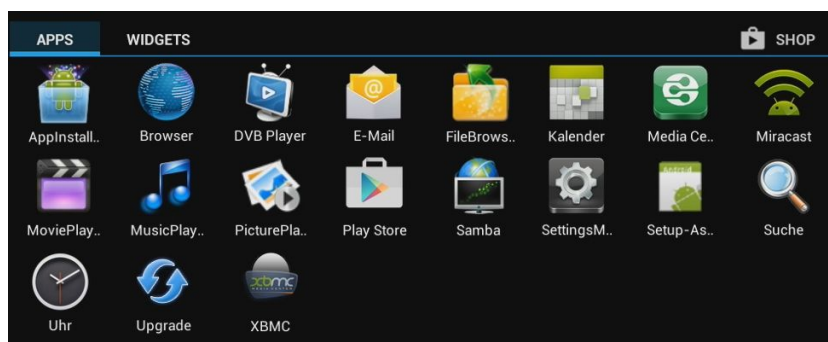 APPS WIDGETS SHOP
AppInstall.. Browser DVB Player E-Mail FileBrows.. Kalender Media Ce.. Miracast
MoviePlay.. MusicPlay.. PicturePla.. Play Store Samba SettingsM.. Setup-As.. Suche
Uhr Upgrade XBMC